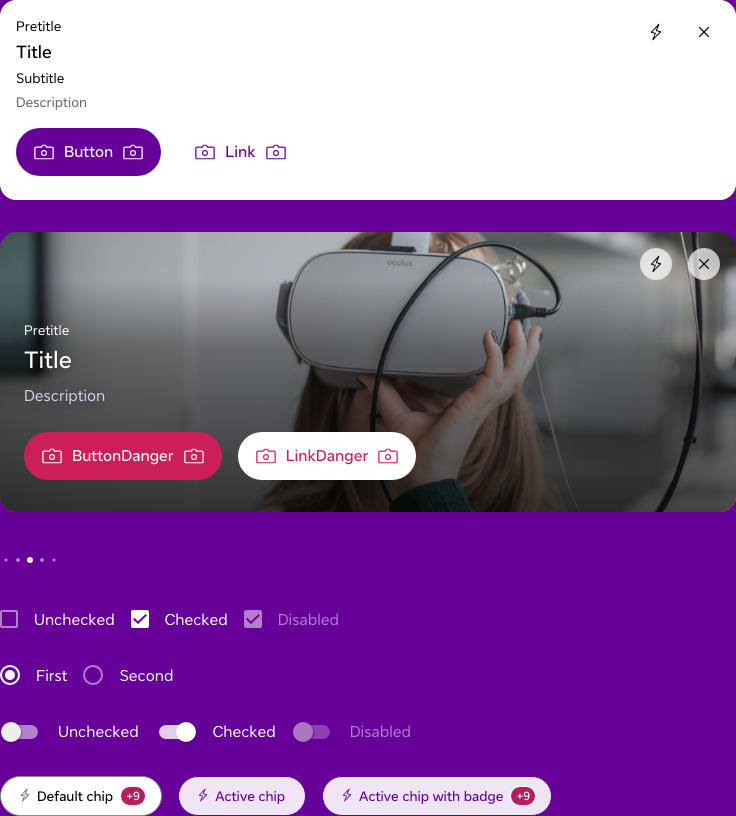 Pretitle
Title
Subtitle
Description
Button
Link
oculus
Pretitle
Title
Description
ButtonDanger
LinkDanger
Unchecked Checked Disabled
First Second
Unchecked Checked Disabled
Default chip +9 Active chip Active chip with badge +9